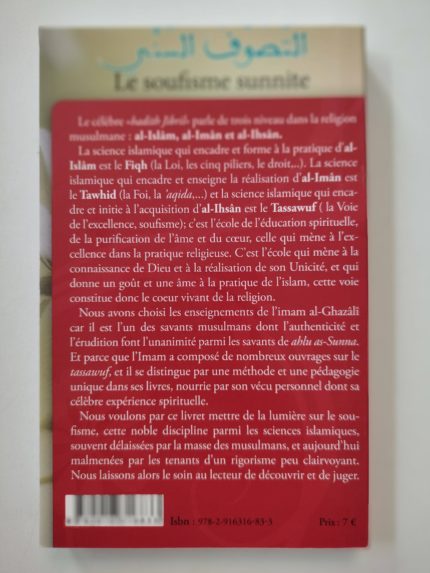 التصوف السني
Le soufisme sunnite
Le célèbre «hadith Jibril» parle de trois niveau dans la religion
musulmane : al-Islâm, al-Imân et al-Ihsân.
La science islamique qui encadre et forme à la pratique d'al-
Islâm est le Fiqh (la Loi, les cinq piliers, le droit,..). La science
islamique qui encadre et enseigne la réalisation d'al-Imân est
le Tawhid (la Foi, la 'aqida,...) et la science islamique qui enca-
dre et initie à l'acquisition d'al-Ihsân est le Tassawuf ( la Voie
de l'excellence, soufisme); c'est l'école de l'éducation spirituelle,
de la purification de l'âme et du cœur, celle qui mène à l'ex-
cellence dans la pratique religieuse. C'est l'école qui mène à la
connaissance de Dieu et à la réalisation de son Unicité, et qui
donne un goût et une âme à la pratique de l'islam, cette voie
constitue donc le coeur vivant de la religion.
Nous avons choisi les enseignements de l'imam al-Ghazâli
car il est l'un des savants musulmans dont l'authenticité et
l'érudition font l'unanimité parmi les savants de ahlu as-Sunna.
Et parce que l'Imam a composé de nombreux ouvrages sur le
tassawuf, et il se distingue par une méthode et une pédagogie
unique dans ses livres, nourrie par son vécu personnel dont sa
célèbre expérience spirituelle.
Nous voulons par ce livret mettre de la lumière sur le sou-
fisme, cette noble discipline parmi les sciences islamiques,
souvent délaissées par la masse des musulmans, et aujourd'hui
malmenées par les tenants d'un rigorisme peu clairvoyant.
Nous laissons alors le soin au lecteur de découvrir et de juger.
Isbn : 978-2-916316-83-3
Prix : 7 €